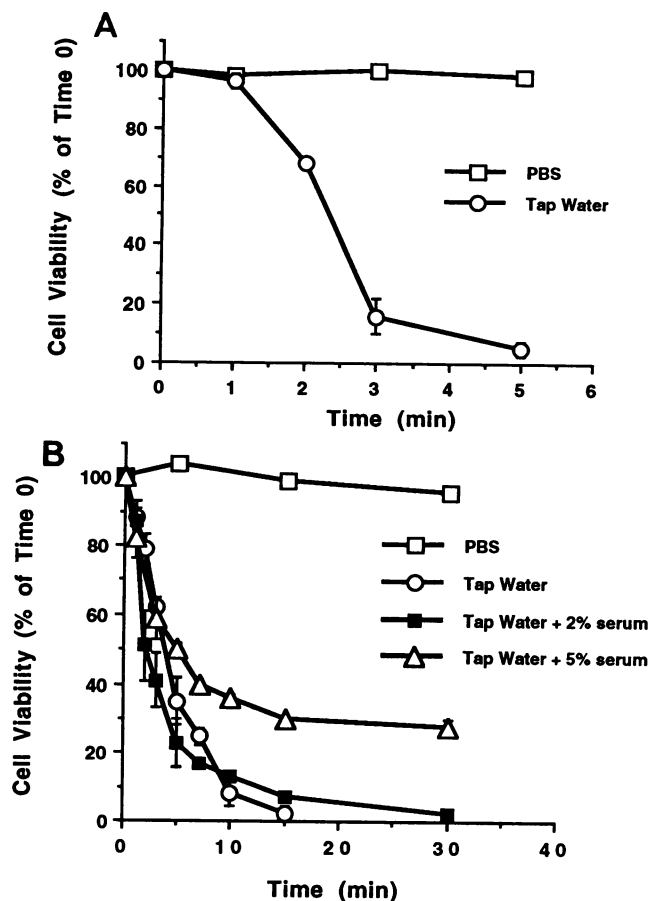 A
Cell Viability (% of Time 0)
100
80
60
40
20
0
PBS
Tap Water
0 1 2 3 4 5 6
Time (min)
B
Cell Viability (% of Time 0)
100
80
60
40
20
0
PBS
Tap Water
Tap Water + 2% serum
Tap Water + 5% serum
0 10 20 30 40
Time (min)